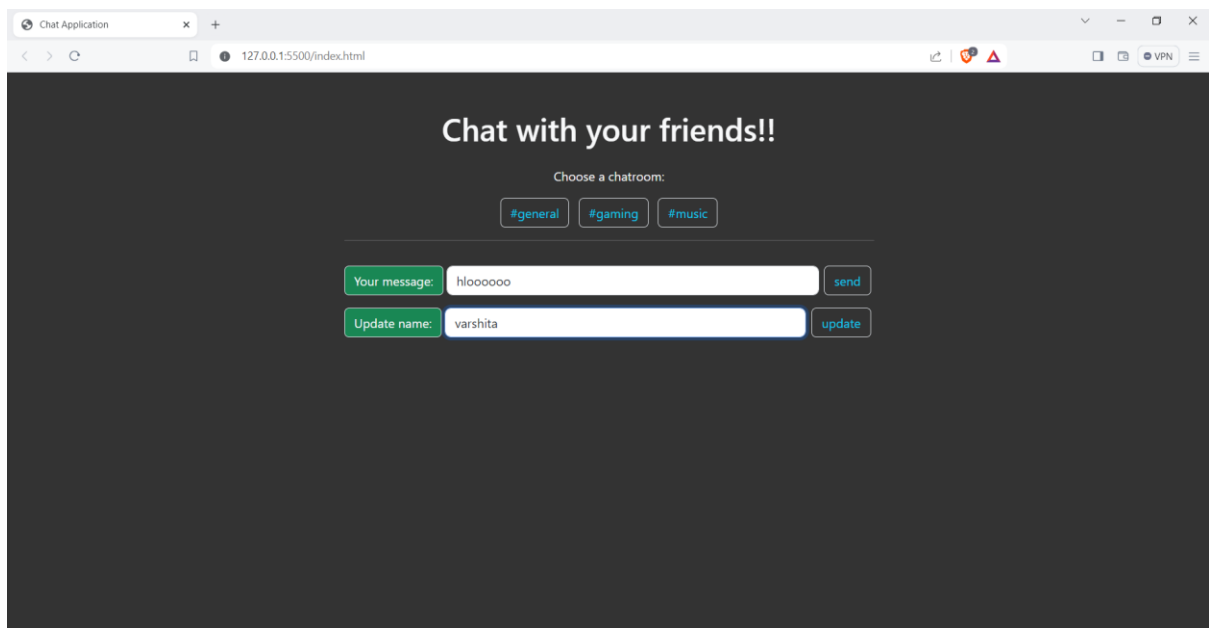 Chat Application
127.0.0.1:5500/index.html
VPN
Chat with your friends!!
Choose a chatroom:
#general #gaming #music
Your message: hloooooo send
Update name: varshita update